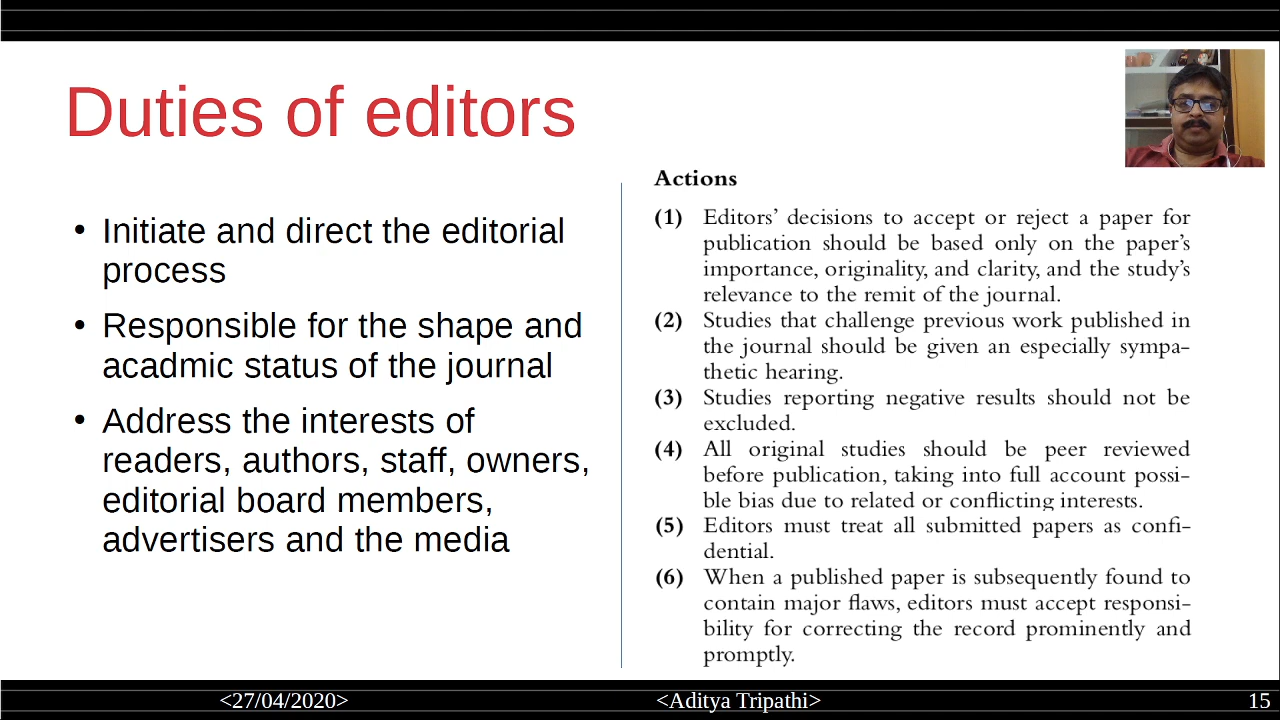 Duties of editors
• Initiate and direct the editorial
process
• Responsible for the shape and
acadmic status of the journal
• Address the interests of
readers, authors, staff, owners,
editorial board members,
advertisers and the media
Actions
(1) Editors’ decisions to accept or reject a paper for
publication should be based only on the paper’s
importance, originality, and clarity, and the study’s
relevance to the remit of the journal.
(2) Studies that challenge previous work published in
the journal should be given an especially sympa-
thetic hearing.
(3) Studies reporting negative results should not be
excluded.
(4) All original studies should be peer reviewed
before publication, taking into full account possi-
ble bias due to related or conflicting interests.
(5) Editors must treat all submitted papers as confi-
dential.
(6) When a published paper is subsequently found to
contain major flaws, editors must accept responsi-
bility for correcting the record prominently and
promptly.
<27/04/2020>
<Aditya Tripathi>
15